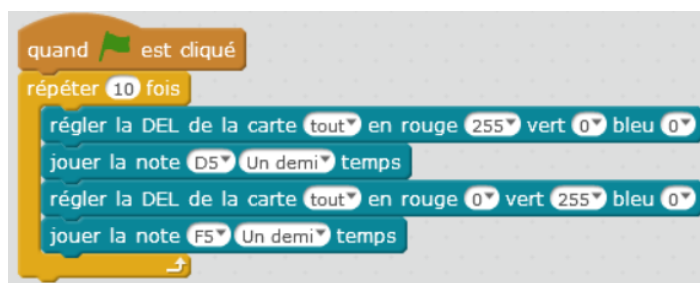 quand est cliqué
répéter 10 fois
régler la DEL de la carte tout en rouge 255 vert 0 bleu 0
jouer la note D5 Un demi temps
régler la DEL de la carte tout en rouge 0 vert 255 bleu 0
jouer la note F5 Un demi temps